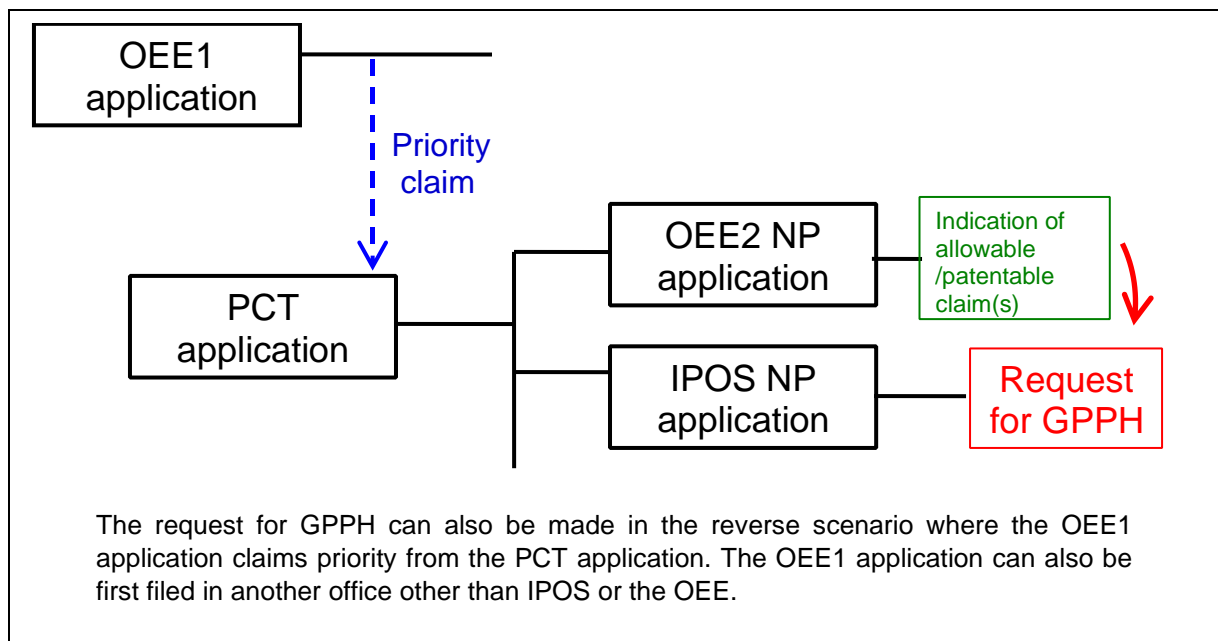 OEE1
application
Priority
claim
PCT
application
OEE2 NP
application
Indication of
allowable
/patentable
claim(s)
IPOS NP
application
Request
for GPPH
The request for GPPH can also be made in the reverse scenario where the OEE1
application claims priority from the PCT application. The OEE1 application can also be
first filed in another office other than IPOS or the OEE.